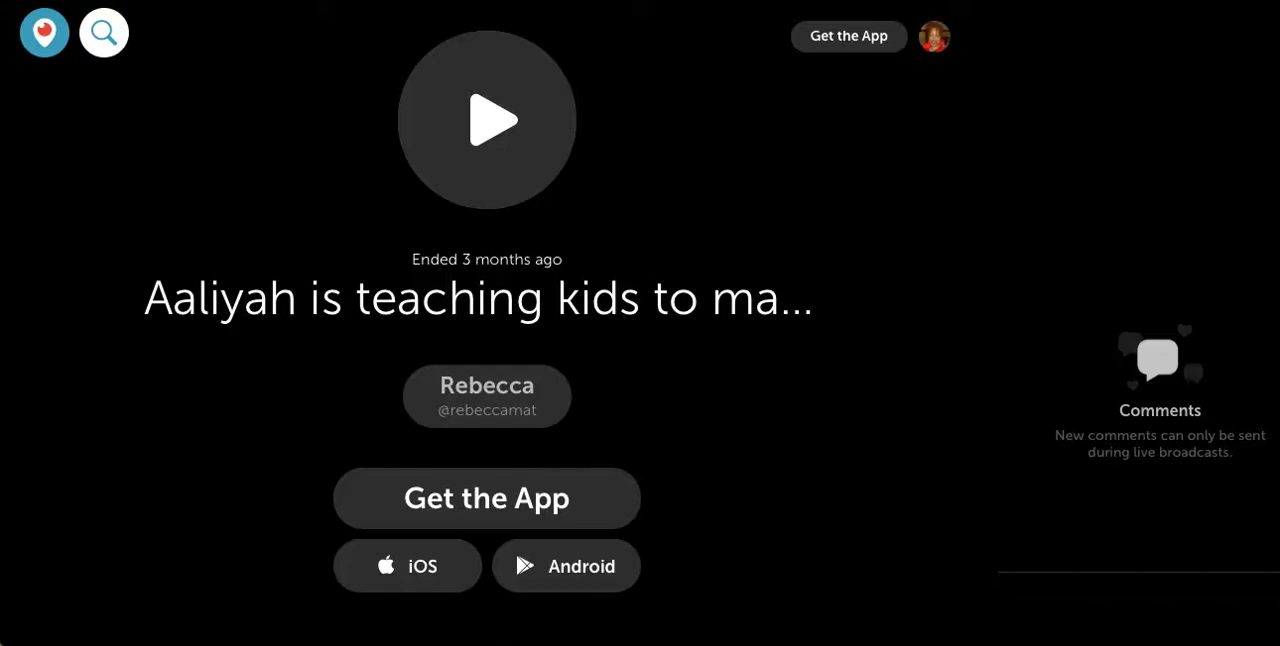 Get the App
Ended 3 months ago
Aaliyah is teaching kids to ma...
Rebecca
@rebeccamat
Get the App
iOS
Android
Comments
New comments can only be sent
during live broadcasts.